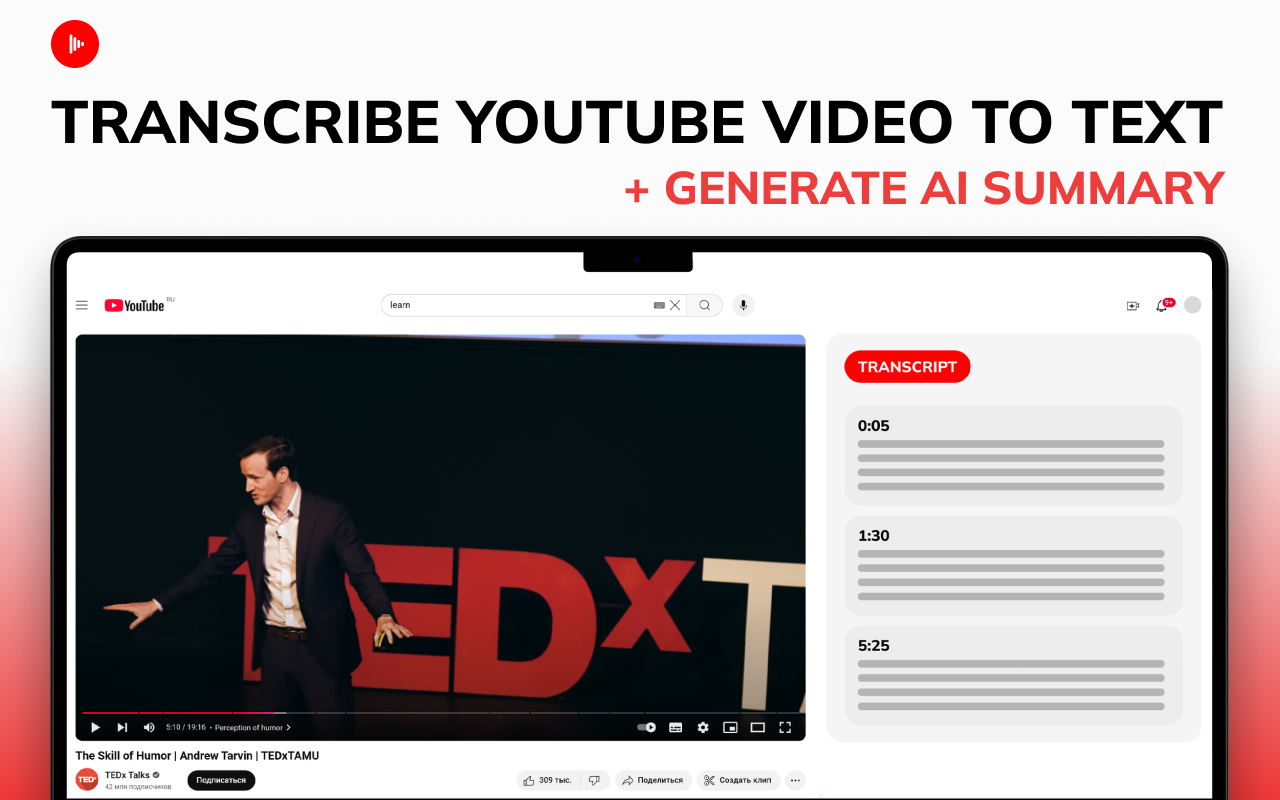 TRANSCRIBE YOUTUBE VIDEO TO TEXT
+ GENERATE AI SUMMARY
YouTube RU
learn
9+
TEDxT
5:10 / 19:16 • Perception of humor
The Skill of Humor | Andrew Tarvin | TEDxTAMU
TEDx
TEDx Talks
42 млн подписчиков
Подписаться
309 тыс.
Поделиться
Создать клип
TRANSCRIPT
0:05
1:30
5:25